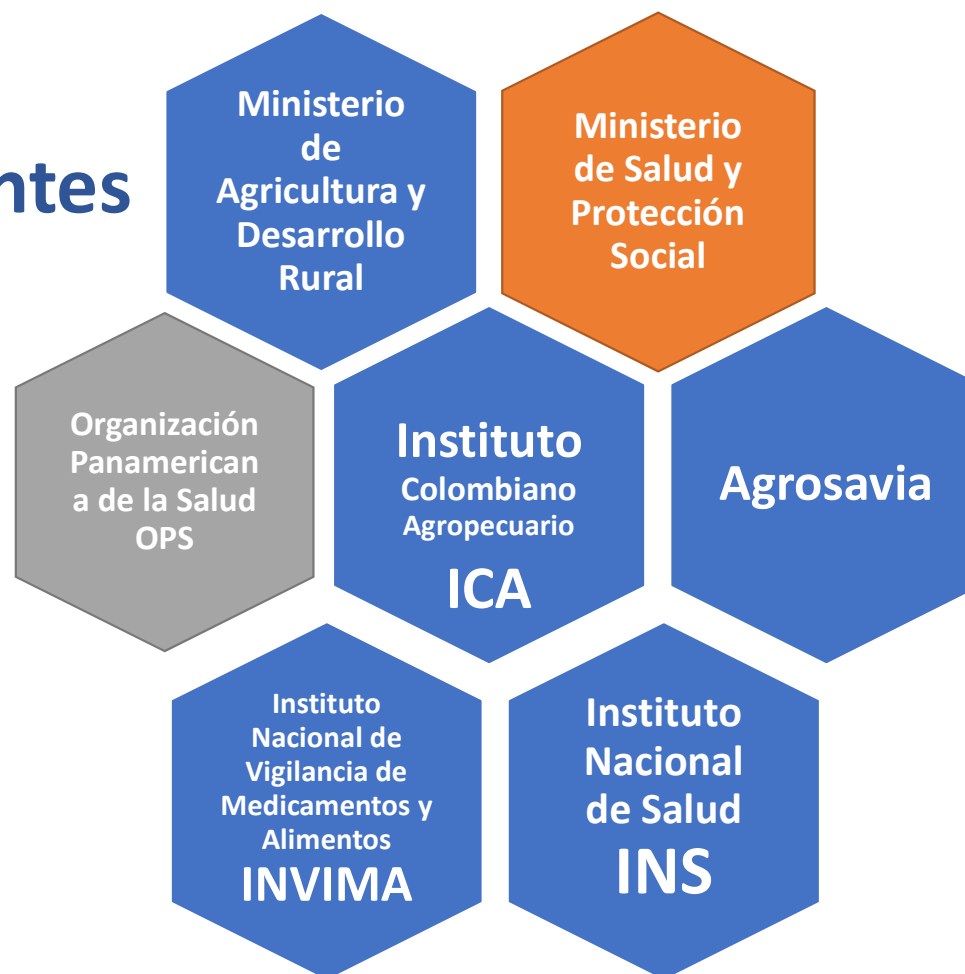 ntes
Ministerio
de
Agricultura y
Desarrollo
Rural
Ministerio
de Salud y
Protección
Social
Organización
Panamerican
a de la Salud
OPS
Instituto
Colombiano
Agropecuario
ICA
Agrosavia
Instituto
Nacional de
Vigilancia de
Medicamentos y
Alimentos
INVIMA
Instituto
Nacional
de Salud
INS